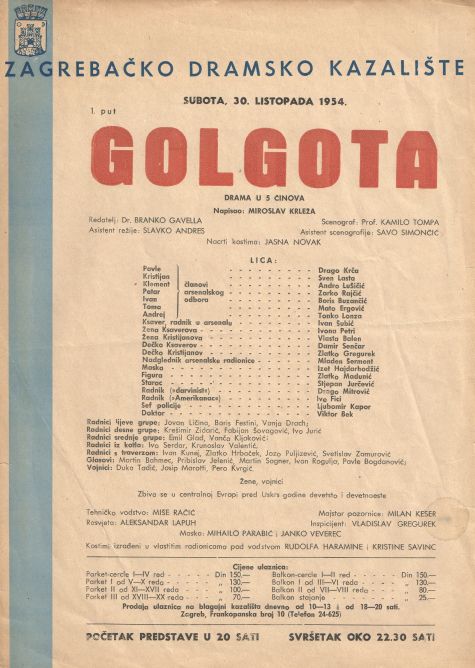 ZAGREBAČKO DRAMSKO KAZALIŠTE
SUBOTA, 30. LISTOPADA 1954.
1. put
GOLGOTA
DRAMA U 5 ČINOVA
Napisao: MIROSLAV KRLEŽA
Redatelj: Dr. BRANKO GAVELLA Scenograf: Prof. KAMILO TOMPA
Asistent režije: SLAVKO ANDRES Asistent scenografije: SAVO SIMONČIĆ
Nacrti kostima: JASNA NOVAK
LICA:
Pavle Drago Krča
Kristijan Sven Lasta
Klement članovi Andro Lušičić
Petar arsenalskog Zarko Rajčić
Ivan odbora Boris Buzančić
Toma Mato Ergović
Andrej Tonko Lonza
Ksaver, radnik u arsenalu Ivan Subić
Žena Ksaverova Ivona Petri
Žena Kristijanova Vlasta Balen
Dečko Ksaverov Damir Senčar
Dečko Kristijanov Zlatko Gregurek
Nadglednik arsenalske radionice Mladen Šerment
Maska Izet Hajdarhodžić
Figura Zlatko Madunić
Starac Stjepan Jurčević
Radnik (»darvinist«) Drago Mitrović
Radnik (»Amerikanac«) Ivo Fici
Šef policije Ljubomir Kapor
Doktor Viktor Bek
Radnici lijeve grupe: Jovan Ličina, Boris Festini, Vanja Drach;
Radnici desne grupe: Krešimir Zidarić, Fabijan Šovagović, Ivo Jurić
Radnici srednje grupe: Emil Glad, Vanča Kljaković;
Radnici iz kotla: Ivo Serdar, Krunoslav Valentić,
Radnici s traverzom: Ivan Kunej, Zlatko Hrbaček, Jozo Puljizević, Svetislav Zamurović
Glasovi: Martin Bahmec, Pribislav Jelenić, Martin Sagner, Ivan Rogulja, Pavle Bogdanović;
Vojnici: Duko Tadić, Josip Marotti, Pero Kvrgić
Žene, vojnici
Zbiva se u centralnoj Evropi pred Uskrs godine devetsto i devetnaeste
Tehničko vodstvo: MIŠE RAČIĆ Majstor pozornice: MILAN KESER
Rasvjeta: ALEKSANDAR LAPUH Inspicijent: VLADISLAV GREGUREK
Maska: MIHAILO PARABIĆ i JANKO VEVEREC
Kostimi izrađeni u vlastitim radionicama pod vodstvom RUDOLFA HARAMINE i KRISTINE SAVINC
Cijene ulaznica:
Parket-cercle I—IV red Din 150.— Balkon-cercle I—II red Din 150.—
Parket I od V—X reda „ 130.— Balkon I od III—VI reda „ 130.—
Parket II od XI—XVII reda „ 100.— Balkon II od VII—VIII reda „ 80.—
Parket III od XVIII—XX reda „ 70.— Balkon stajanje „ 25.—
Prodaja ulaznica na blagajni kazališta dnevno od 10—13 i od 18—20 sati.
Zagreb, Frankopanska broj 10 (Telefon 24-625)
POČETAK PREDSTAVE U 20 SATI SVRŠETAK OKO 22.30 SATI